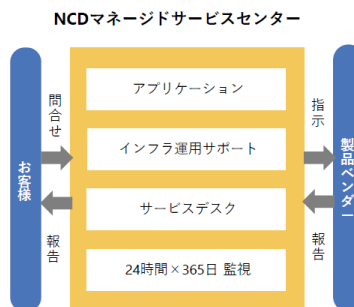 NCDマネージドサービスセンター
お客様
問合せ
報告
アプリケーション
インフラ運用サポート
サービスデスク
24時間×365日 監視
指示
報告
製品ベンダー